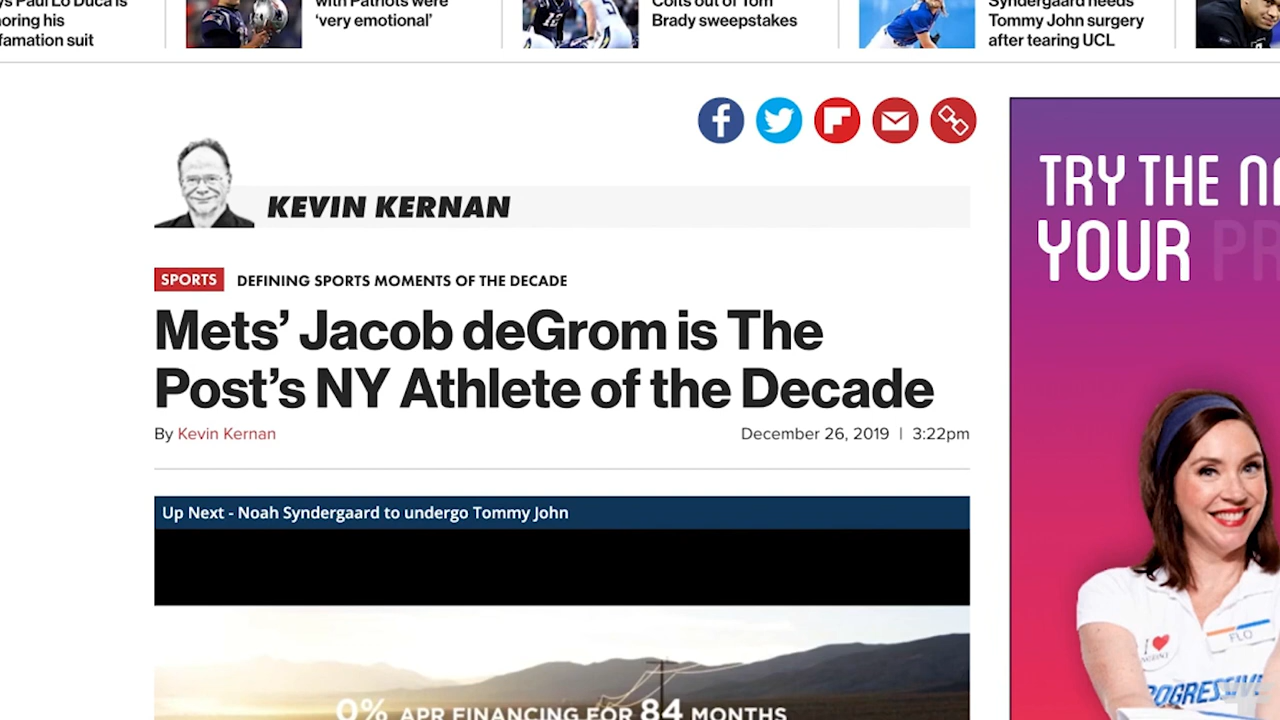 Paul Lo Duca is
with Patriots were
Colts out of Tom
Syndergaard needs
oring his
'very emotional'
Brady sweepstakes
Tommy John surgery
famation suit
after tearing UCL
KEVIN KERNAN
SPORTS DEFINING SPORTS MOMENTS OF THE DECADE
Mets’ Jacob deGrom is The
Post’s NY Athlete of the Decade
By Kevin Kernan December 26, 2019 | 3:22pm
Up Next - Noah Syndergaard to undergo Tommy John
0% APR FINANCING FOR 84 MONTHS
TRY THE NA
YOUR PR
I
FLO
PROGRESSIVE